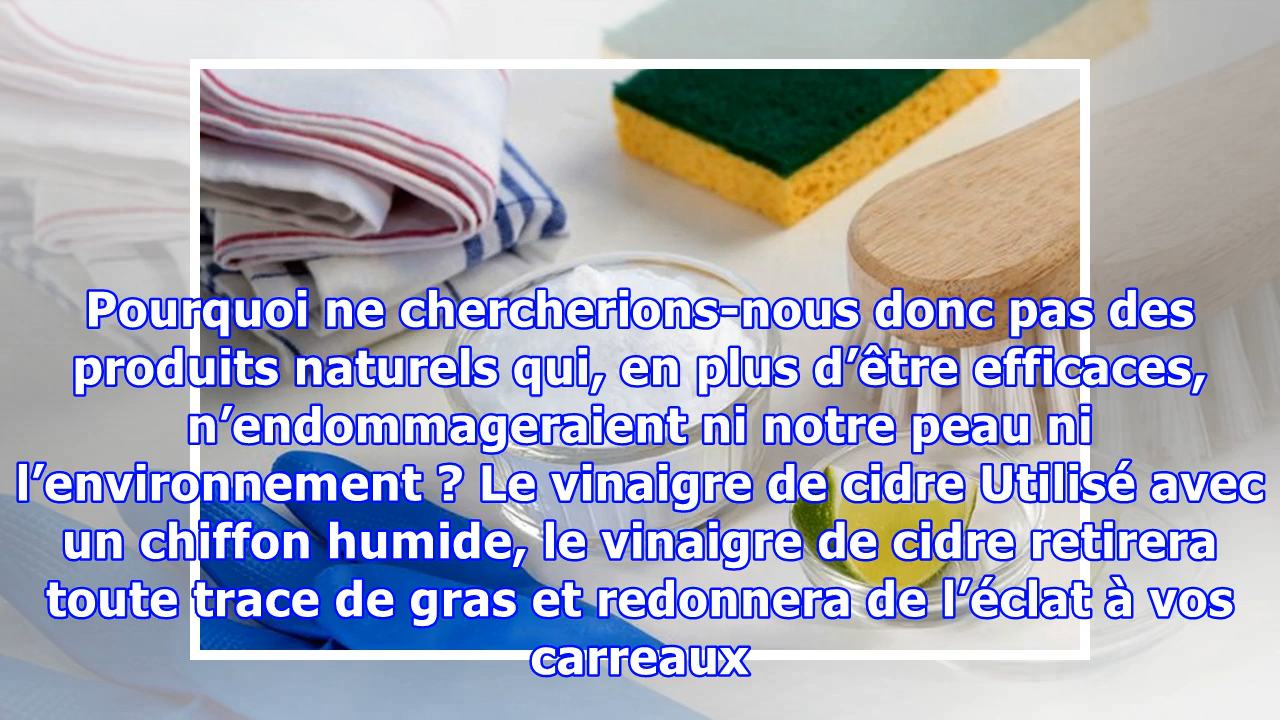 Pourquoi ne chercherions-nous donc pas des
produits naturels qui, en plus d’être efficaces,
n’endommageraient ni notre peau ni
l’environnement ? Le vinaigre de cidre Utilisé avec
un chiffon humide, le vinaigre de cidre retirera
toute trace de gras et redonnera de l’éclat à vos
carreaux